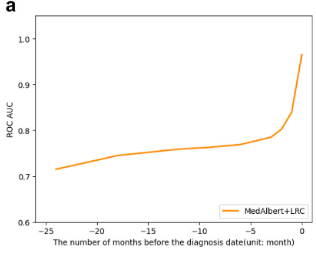 a
1.0
0.9
0.8
0.7
0.6
ROC AUC
MedAlbert+LRC
−25 −20 −15 −10 −5 0
The number of months before the diagnosis date(unit: month)